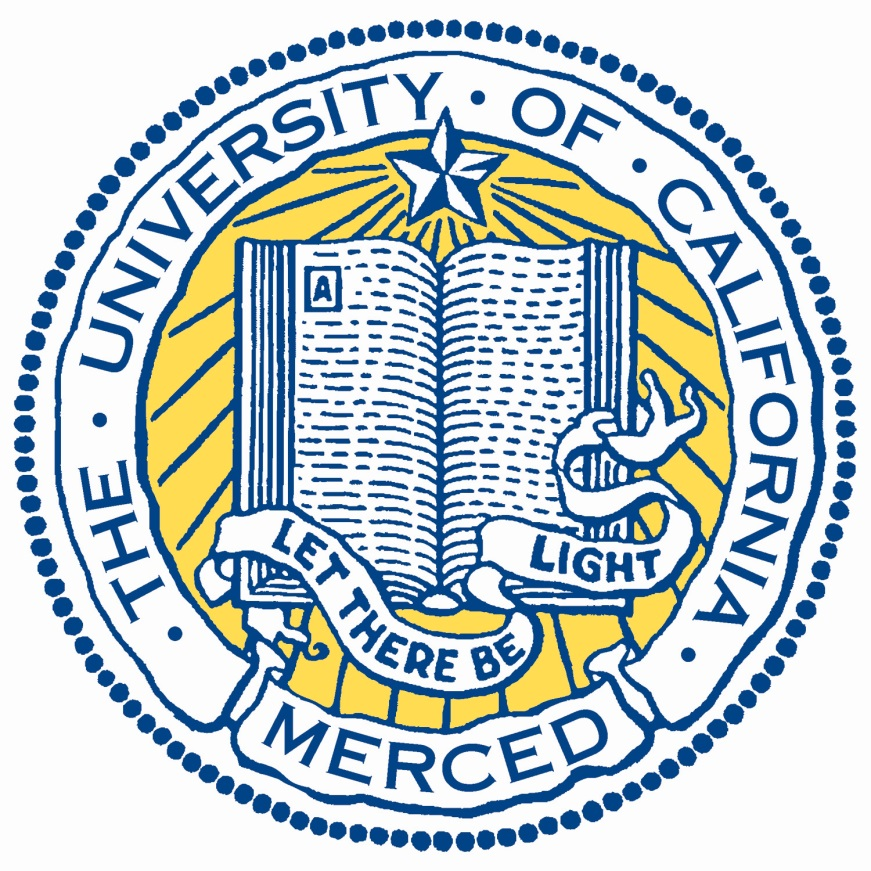 · THE · UNIVERSITY · OF · CALIFORNIA ·
A
LET THERE BE LIGHT
MERCED